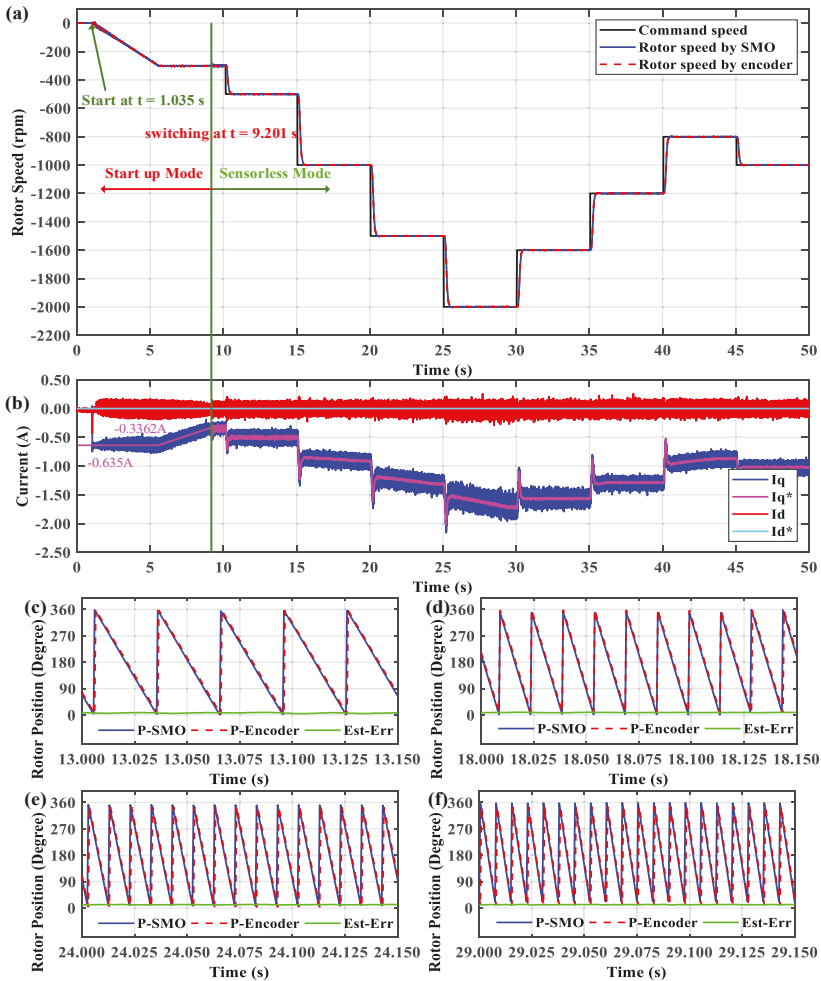 (a)
0
-200
-400
-600
-800
-1000
-1200
-1400
-1600
-1800
-2000
-2200
Rotor Speed (rpm)
Command speed
Rotor speed by SMO
Rotor speed by encoder
Start at t = 1.035 s
switching at t = 9.201 s
Start up Mode
Sensorless Mode
0 5 10 15 20 25 30 35 40 45 50
Time (s)
(b)
0.50
0.00
-0.50
-1.00
-1.50
-2.00
-2.50
Current (A)
-0.3362A
-0.635A
Iq
Iq*
Id
Id*
0 5 10 15 20 25 30 35 40 45 50
Time (s)
(c)
360
270
180
90
0
Rotor Position (Degree)
P-SMO P-Encoder Est-Err
13.000 13.025 13.050 13.075 13.100 13.125 13.150
Time (s)
(d)
360
270
180
90
0
Rotor Position (Degree)
P-SMO P-Encoder Est-Err
18.000 18.025 18.050 18.075 18.100 18.125 18.150
Time (s)
(e)
360
270
180
90
0
Rotor Position (Degree)
P-SMO P-Encoder Est-Err
24.000 24.025 24.050 24.075 24.100 24.125 24.150
Time (s)
(f)
360
270
180
90
0
Rotor Position (Degree)
P-SMO P-Encoder Est-Err
29.000 29.025 29.050 29.075 29.100 29.125 29.150
Time (s)